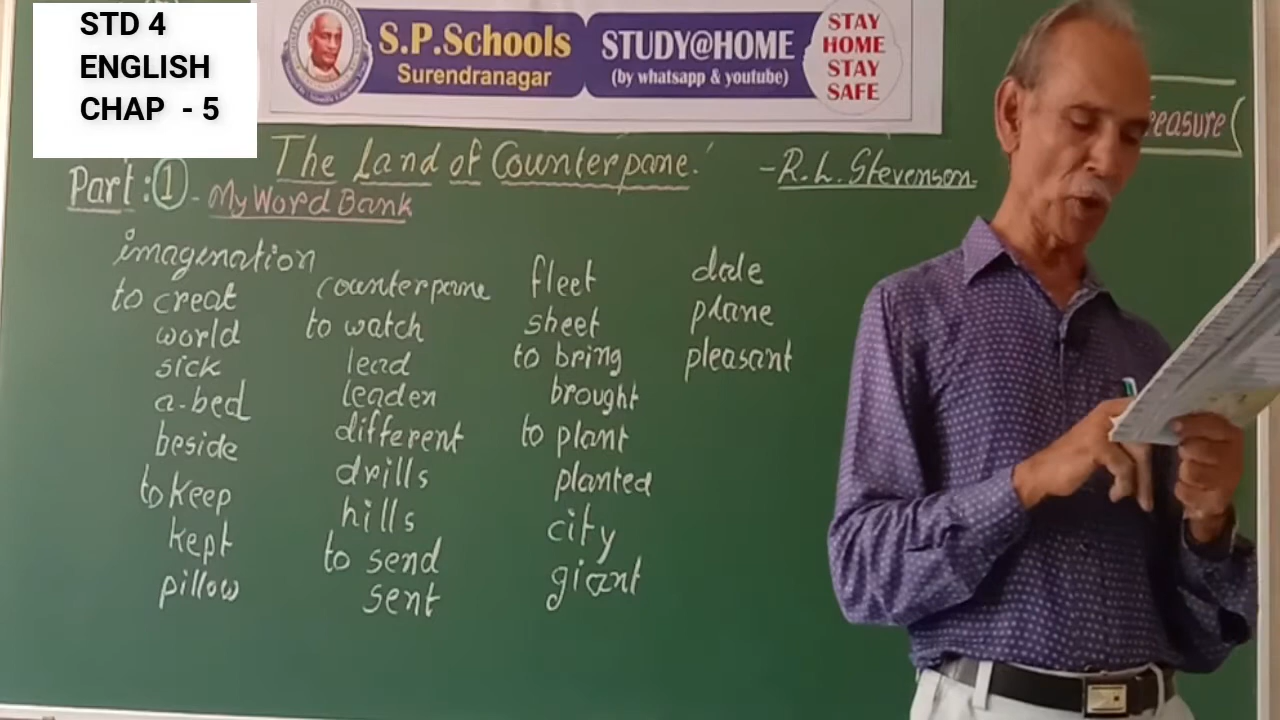 STD 4
ENGLISH
CHAP - 5
S.P.Schools
Surendranagar
STUDY@HOME
(by whatsapp & youtube)
STAY
HOME
STAY
SAFE
The Land of Counterpane.'
- R. L. Stevenson.
Part: 1 - My Word Bank
imagination
to creat
world
sick
a-bed
beside
to keep
kept
pillow
counterpane
to watch
lead
leaden
different
drills
hills
to send
sent
fleet
sheet
to bring
brought
to plant
planted
city
giant
dale
plane
pleasant